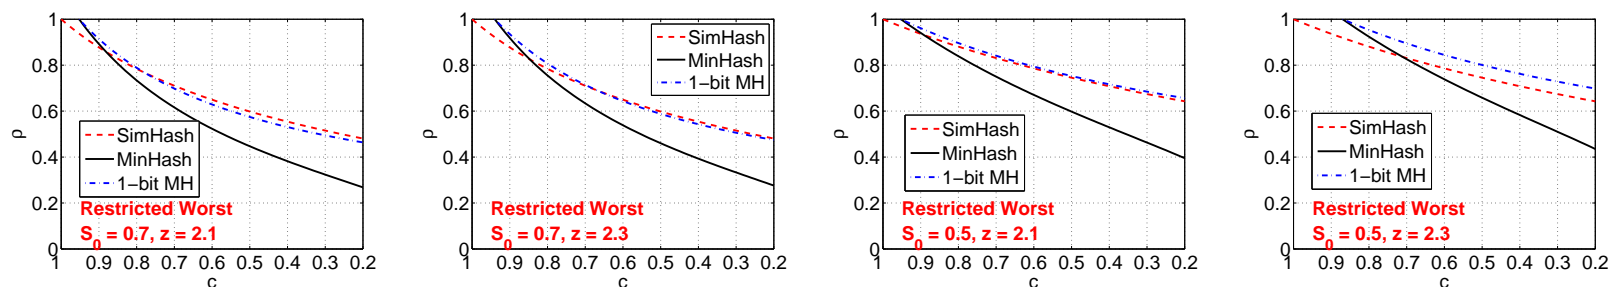 1
0.8
0.6
0.4
0.2
0
ρ
SimHash
MinHash
1−bit MH
Restricted Worst
S0 = 0.7, z = 2.1
1 0.9 0.8 0.7 0.6 0.5 0.4 0.3 0.2
c
1
0.8
0.6
0.4
0.2
0
ρ
SimHash
MinHash
1−bit MH
Restricted Worst
S0 = 0.7, z = 2.3
1 0.9 0.8 0.7 0.6 0.5 0.4 0.3 0.2
c
1
0.8
0.6
0.4
0.2
0
ρ
SimHash
MinHash
1−bit MH
Restricted Worst
S0 = 0.5, z = 2.1
1 0.9 0.8 0.7 0.6 0.5 0.4 0.3 0.2
c
1
0.8
0.6
0.4
0.2
0
ρ
SimHash
MinHash
1−bit MH
Restricted Worst
S0 = 0.5, z = 2.3
1 0.9 0.8 0.7 0.6 0.5 0.4 0.3 0.2
c